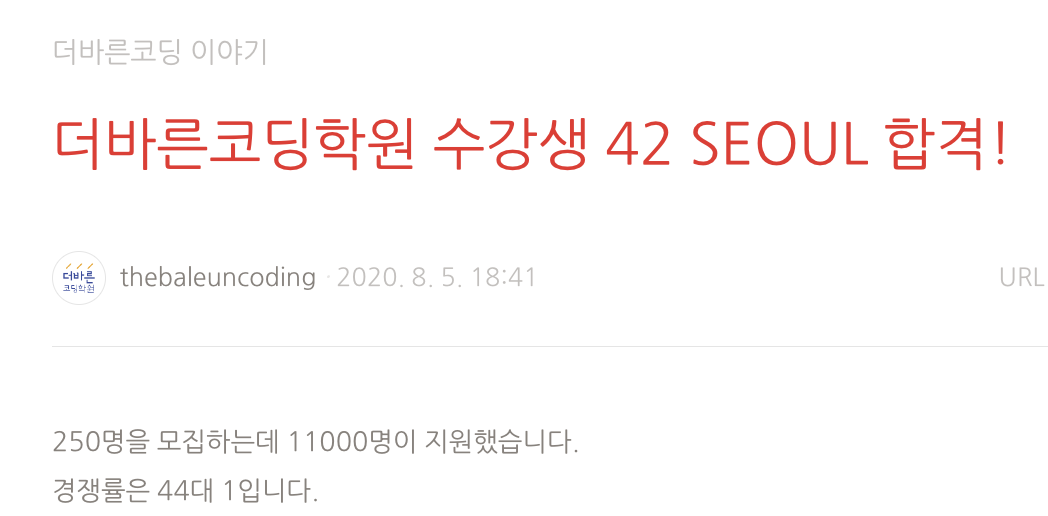 더바른코딩 이야기
더바른코딩학원 수강생 42 SEOUL 합격!
더바른
코딩학원
thebaleuncoding · 2020. 8. 5. 18:41
URL
250명을 모집하는데 11000명이 지원했습니다.
경쟁률은 44대 1입니다.